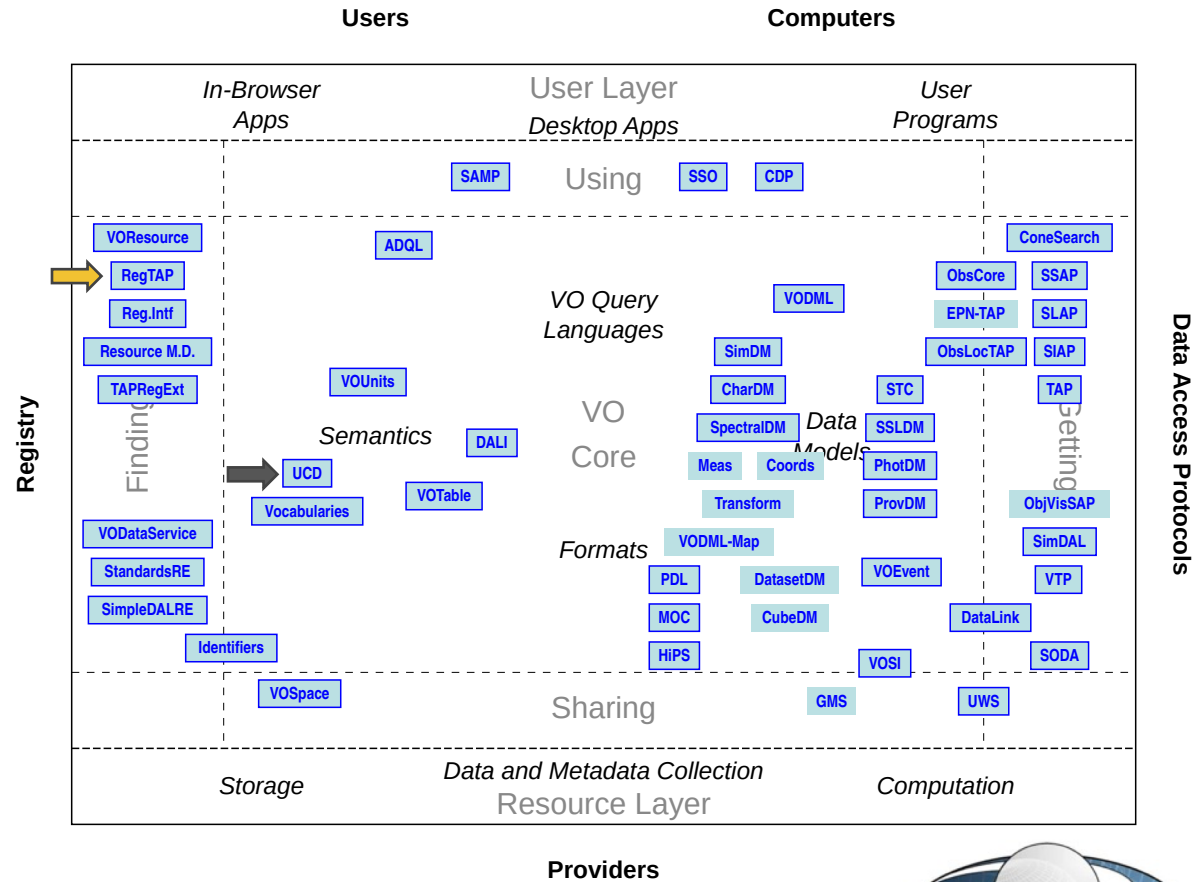 Users
Computers
In-Browser
Apps
User Layer
Desktop Apps
User
Programs
SAMP
Using
SSO
CDP
VOResource
ADQL
ConeSearch
RegTAP
ObsCore
SSAP
Reg.Intf
VO Query
Languages
VODML
EPN-TAP
SLAP
Resource M.D.
SimDM
ObsLocTAP
SIAP
TAPRegExt
VOUnits
CharDM
STC
TAP
Registry
Finding
Semantics
DALI
VO
Core
SpectralDM
Data
Models
SSLDM
Getting
Data Access Protocols
UCD
Meas
Coords
PhotDM
Vocabularies
VOTable
Transform
ProvDM
ObjVisSAP
VODataService
Formats
VODML-Map
SimDAL
StandardsRE
PDL
DatasetDM
VOEvent
VTP
SimpleDALRE
MOC
CubeDM
DataLink
Identifiers
HiPS
VOSI
SODA
VOSpace
Sharing
GMS
UWS
Storage
Data and Metadata Collection
Resource Layer
Computation
Providers